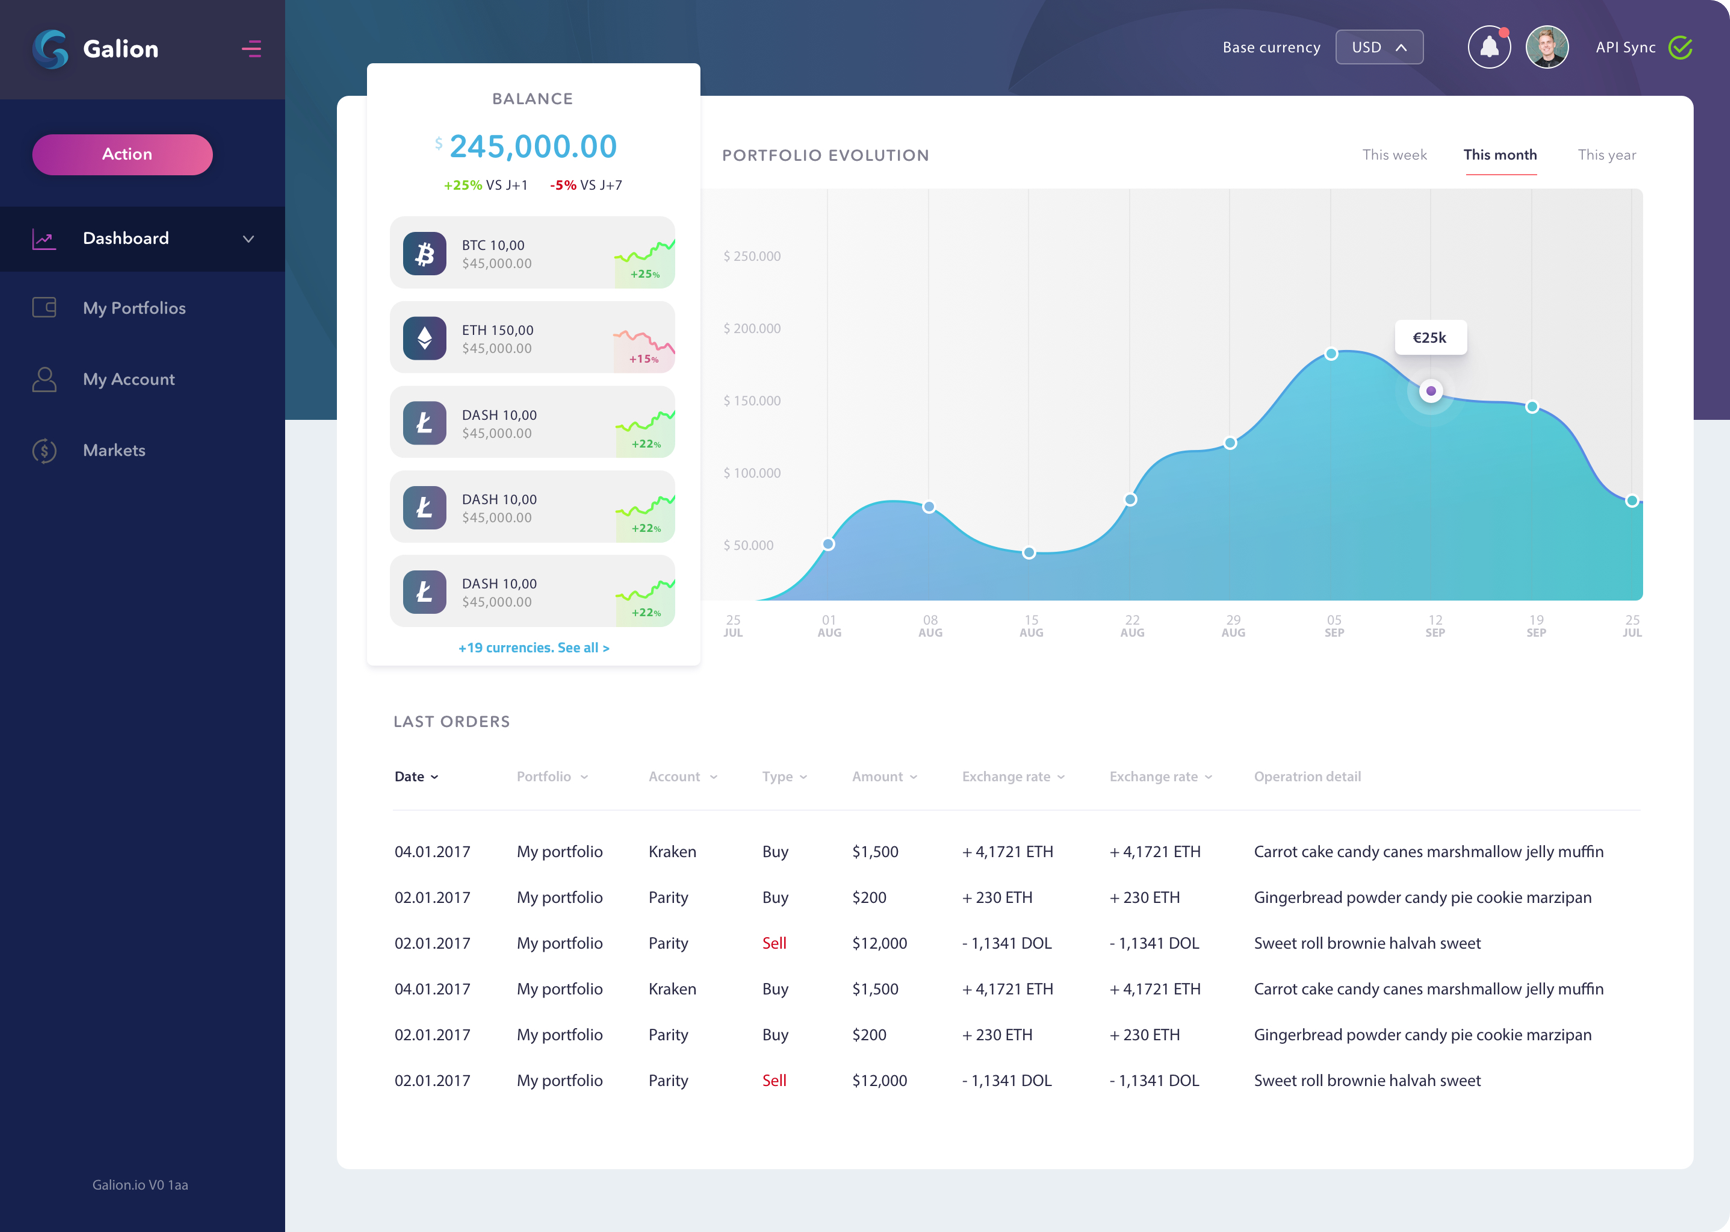 Galion
Base currency
USD
API Sync
Action
Dashboard
My Portfolios
My Account
Markets
Galion.io V0 1aa
BALANCE
$ 245,000.00
+25% VS J+1 -5% VS J+7
BTC 10,00
$45,000.00
+25%
ETH 150,00
$45,000.00
+15%
DASH 10,00
$45,000.00
+22%
DASH 10,00
$45,000.00
+22%
DASH 10,00
$45,000.00
+22%
+19 currencies. See all >
PORTFOLIO EVOLUTION
This week This month This year
$ 250.000
$ 200.000
$ 150.000
$ 100.000
$ 50.000
€25k
25 01 08 15 22 29 05 12 19 25
JUL AUG AUG AUG AUG AUG SEP SEP SEP JUL
LAST ORDERS
Date Portfolio Account Type Amount Exchange rate Exchange rate Operatrion detail
04.01.2017 My portfolio Kraken Buy $1,500 + 4,1721 ETH + 4,1721 ETH Carrot cake candy canes marshmallow jelly muffin
02.01.2017 My portfolio Parity Buy $200 + 230 ETH + 230 ETH Gingerbread powder candy pie cookie marzipan
02.01.2017 My portfolio Parity Sell $12,000 - 1,1341 DOL - 1,1341 DOL Sweet roll brownie halvah sweet
04.01.2017 My portfolio Kraken Buy $1,500 + 4,1721 ETH + 4,1721 ETH Carrot cake candy canes marshmallow jelly muffin
02.01.2017 My portfolio Parity Buy $200 + 230 ETH + 230 ETH Gingerbread powder candy pie cookie marzipan
02.01.2017 My portfolio Parity Sell $12,000 - 1,1341 DOL - 1,1341 DOL Sweet roll brownie halvah sweet